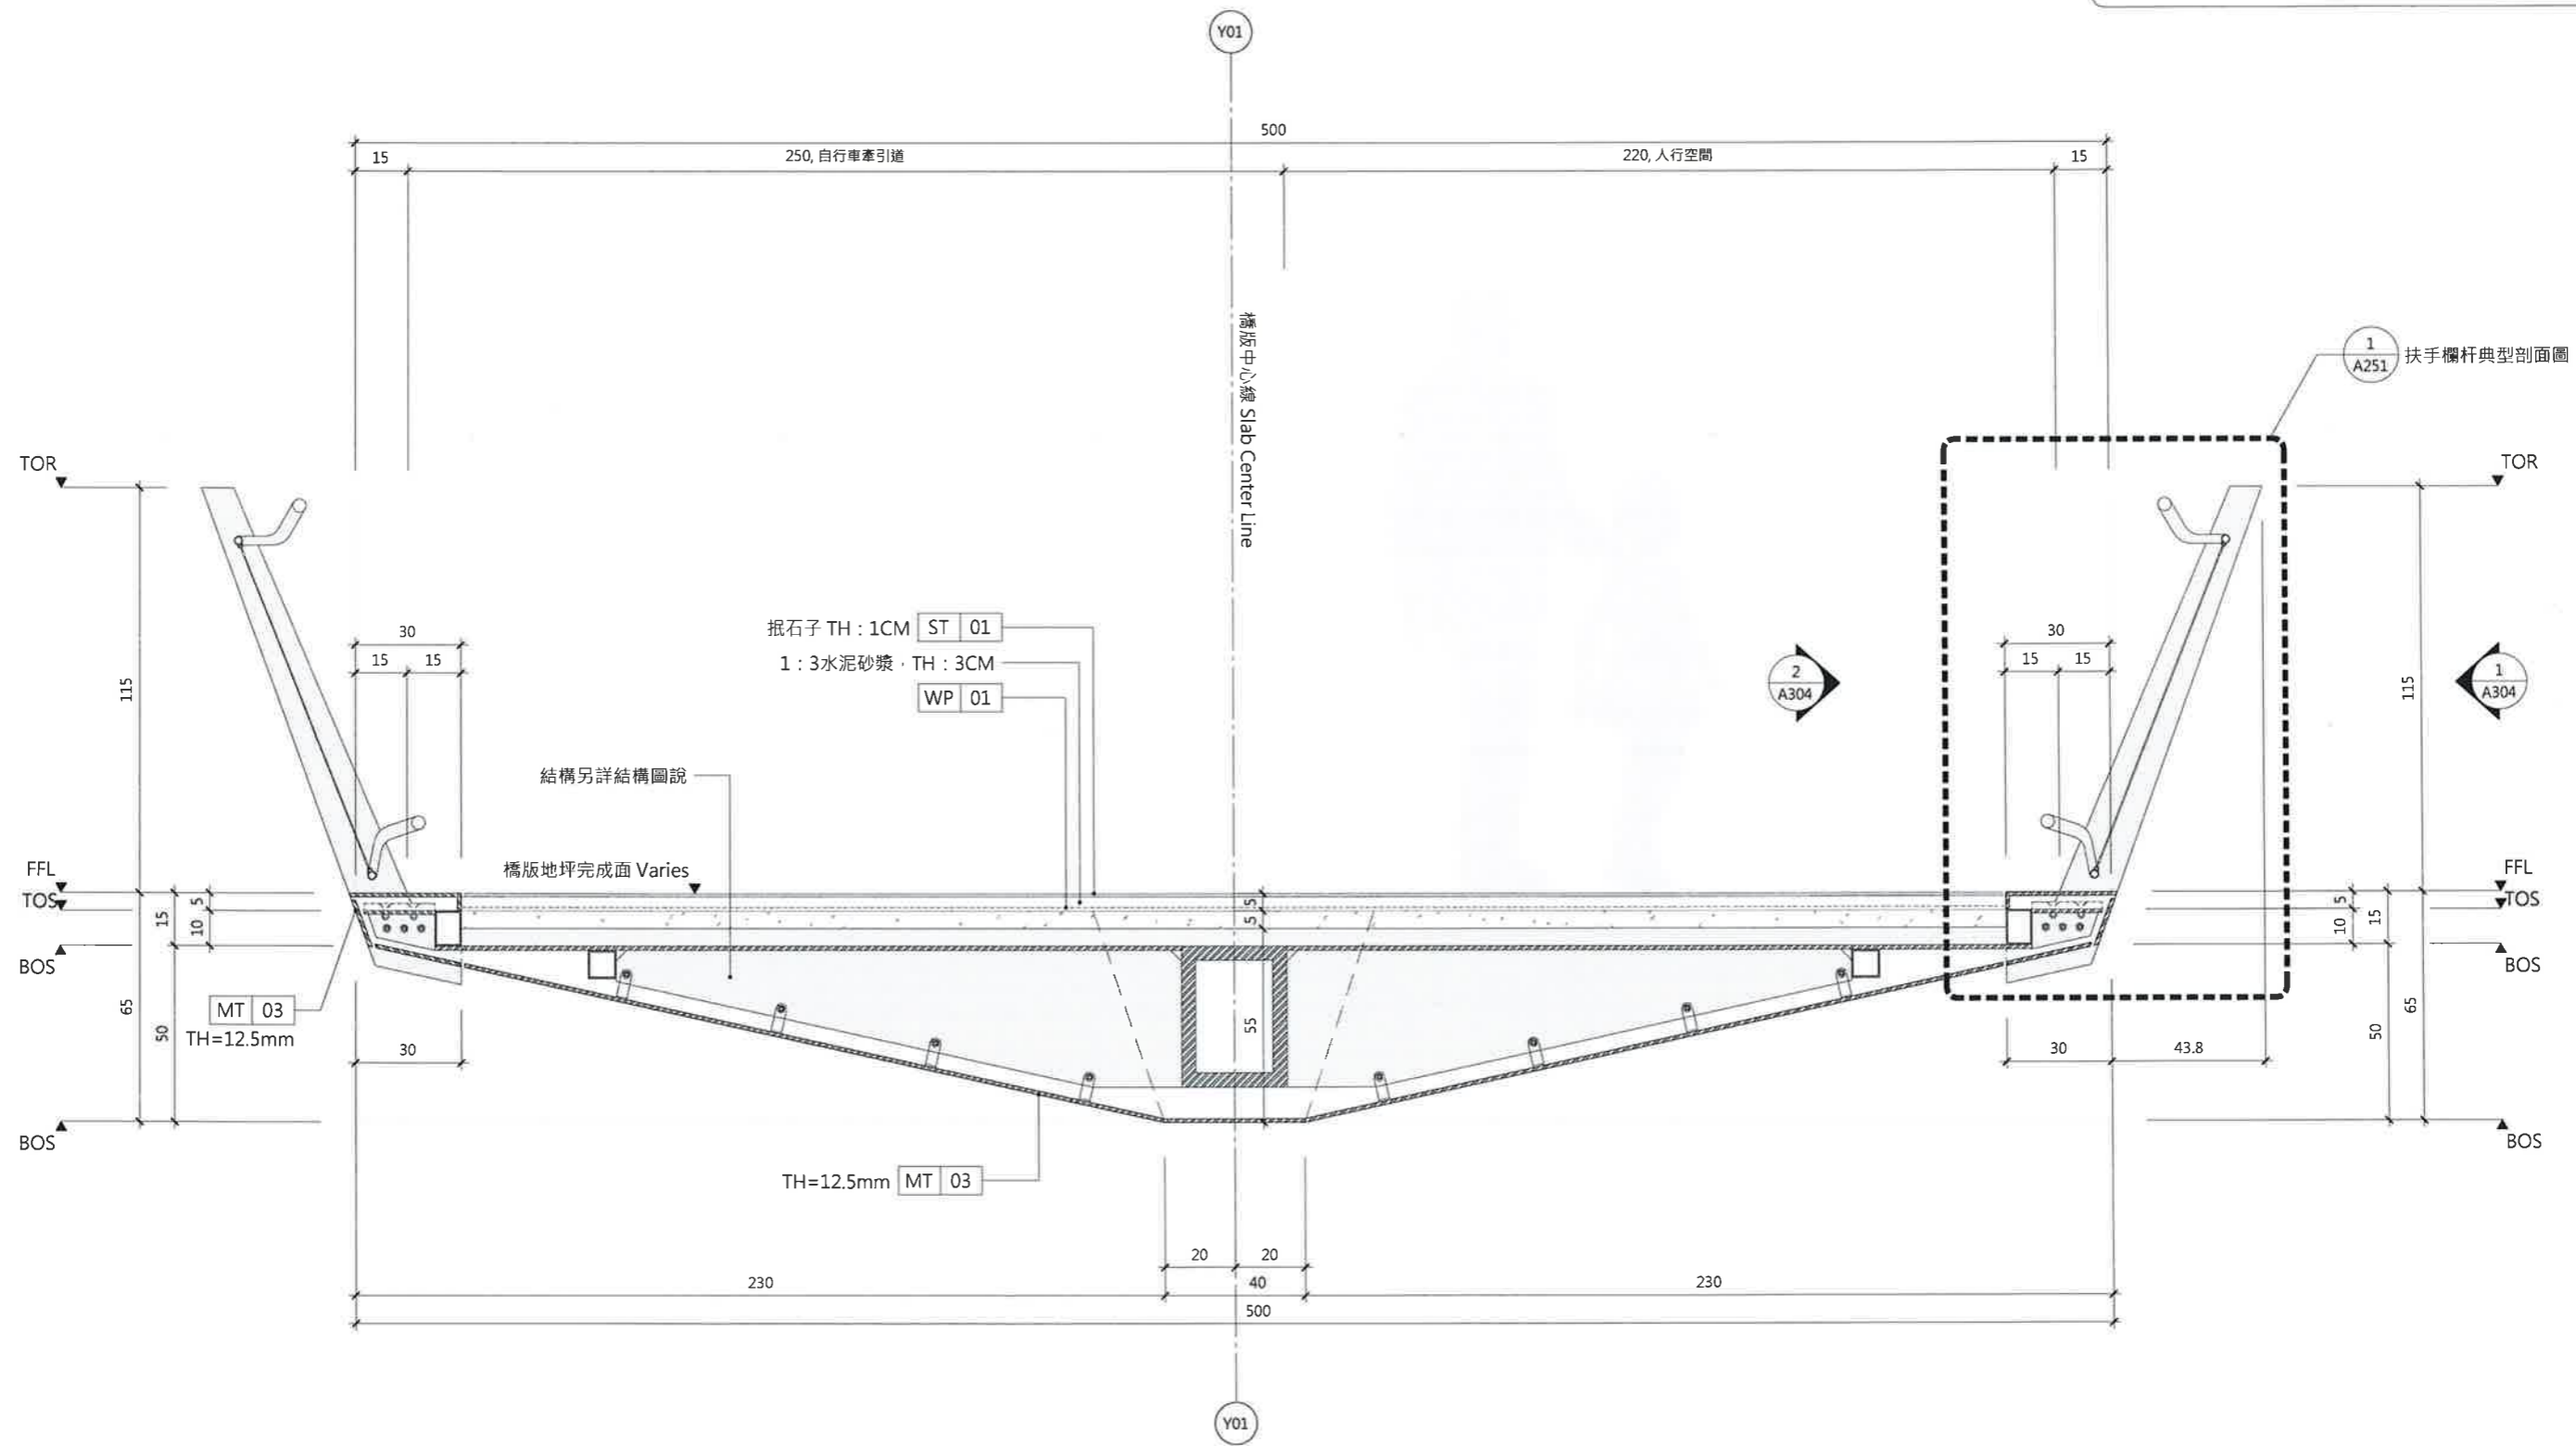 Y01
500
15
250, 自行車牽引道
220, 人行空間
15
橋版中心線 Slab Center Line
1
A251
扶手欄杆典型剖面圖
TOR
TOR
抿石子 TH : 1CM ST 01
1 : 3水泥砂漿，TH : 3CM
WP 01
30
15 15
30
15 15
2
A304
1
A304
115
115
結構另詳結構圖說
橋版地坪完成面 Varies
FFL
TOS
BOS
FFL
TOS
BOS
5
10
15
5
5
5
10
15
65
50
55
65
50
MT 03
TH=12.5mm
30
30
43.8
BOS
BOS
TH=12.5mm MT 03
20
20
230
40
230
500
Y01